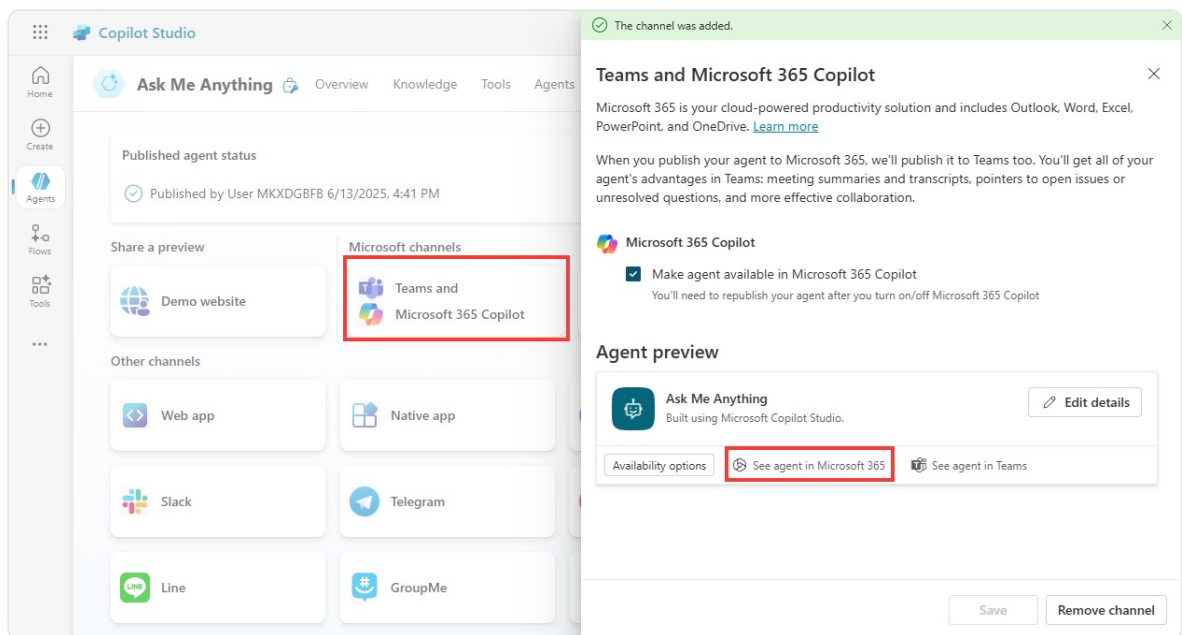 Copilot Studio
Home
Create
Agents
Flows
Tools
Ask Me Anything
Overview
Knowledge
Tools
Agents
Published agent status
Published by User MKXDGBFB 6/13/2025, 4:41 PM
Share a preview
Microsoft channels
Demo website
Teams and
Microsoft 365 Copilot
Other channels
Web app
Native app
Slack
Telegram
LINE
Line
GroupMe
The channel was added.
Teams and Microsoft 365 Copilot
Microsoft 365 is your cloud-powered productivity solution and includes Outlook, Word, Excel,
PowerPoint, and OneDrive. Learn more
When you publish your agent to Microsoft 365, we'll publish it to Teams too. You'll get all of your
agent's advantages in Teams: meeting summaries and transcripts, pointers to open issues or
unresolved questions, and more effective collaboration.
Microsoft 365 Copilot
Make agent available in Microsoft 365 Copilot
You'll need to republish your agent after you turn on/off Microsoft 365 Copilot
Agent preview
Ask Me Anything
Built using Microsoft Copilot Studio.
Edit details
Availability options
See agent in Microsoft 365
See agent in Teams
Save
Remove channel